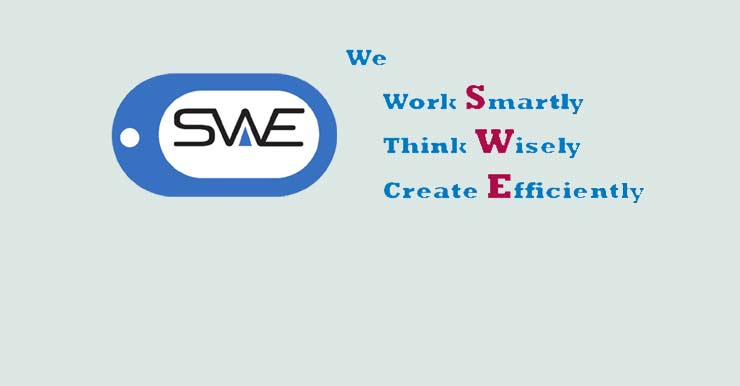 SWE
We
Work Smartly
Think Wisely
Create Efficiently